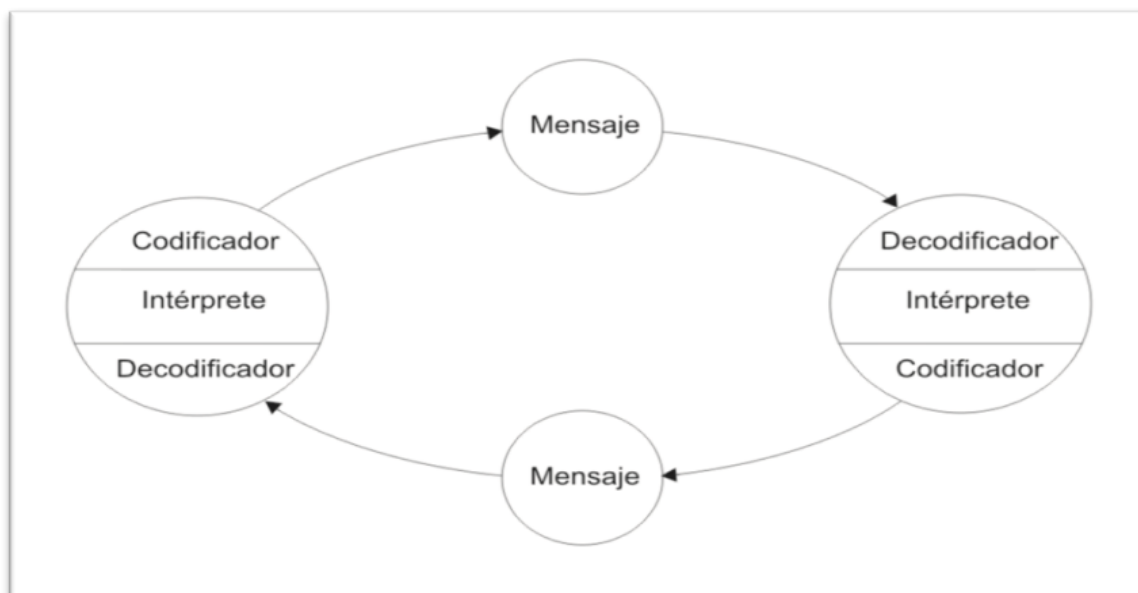 Mensaje
Codificador
Intérprete
Decodificador
Decodificador
Intérprete
Codificador
Mensaje